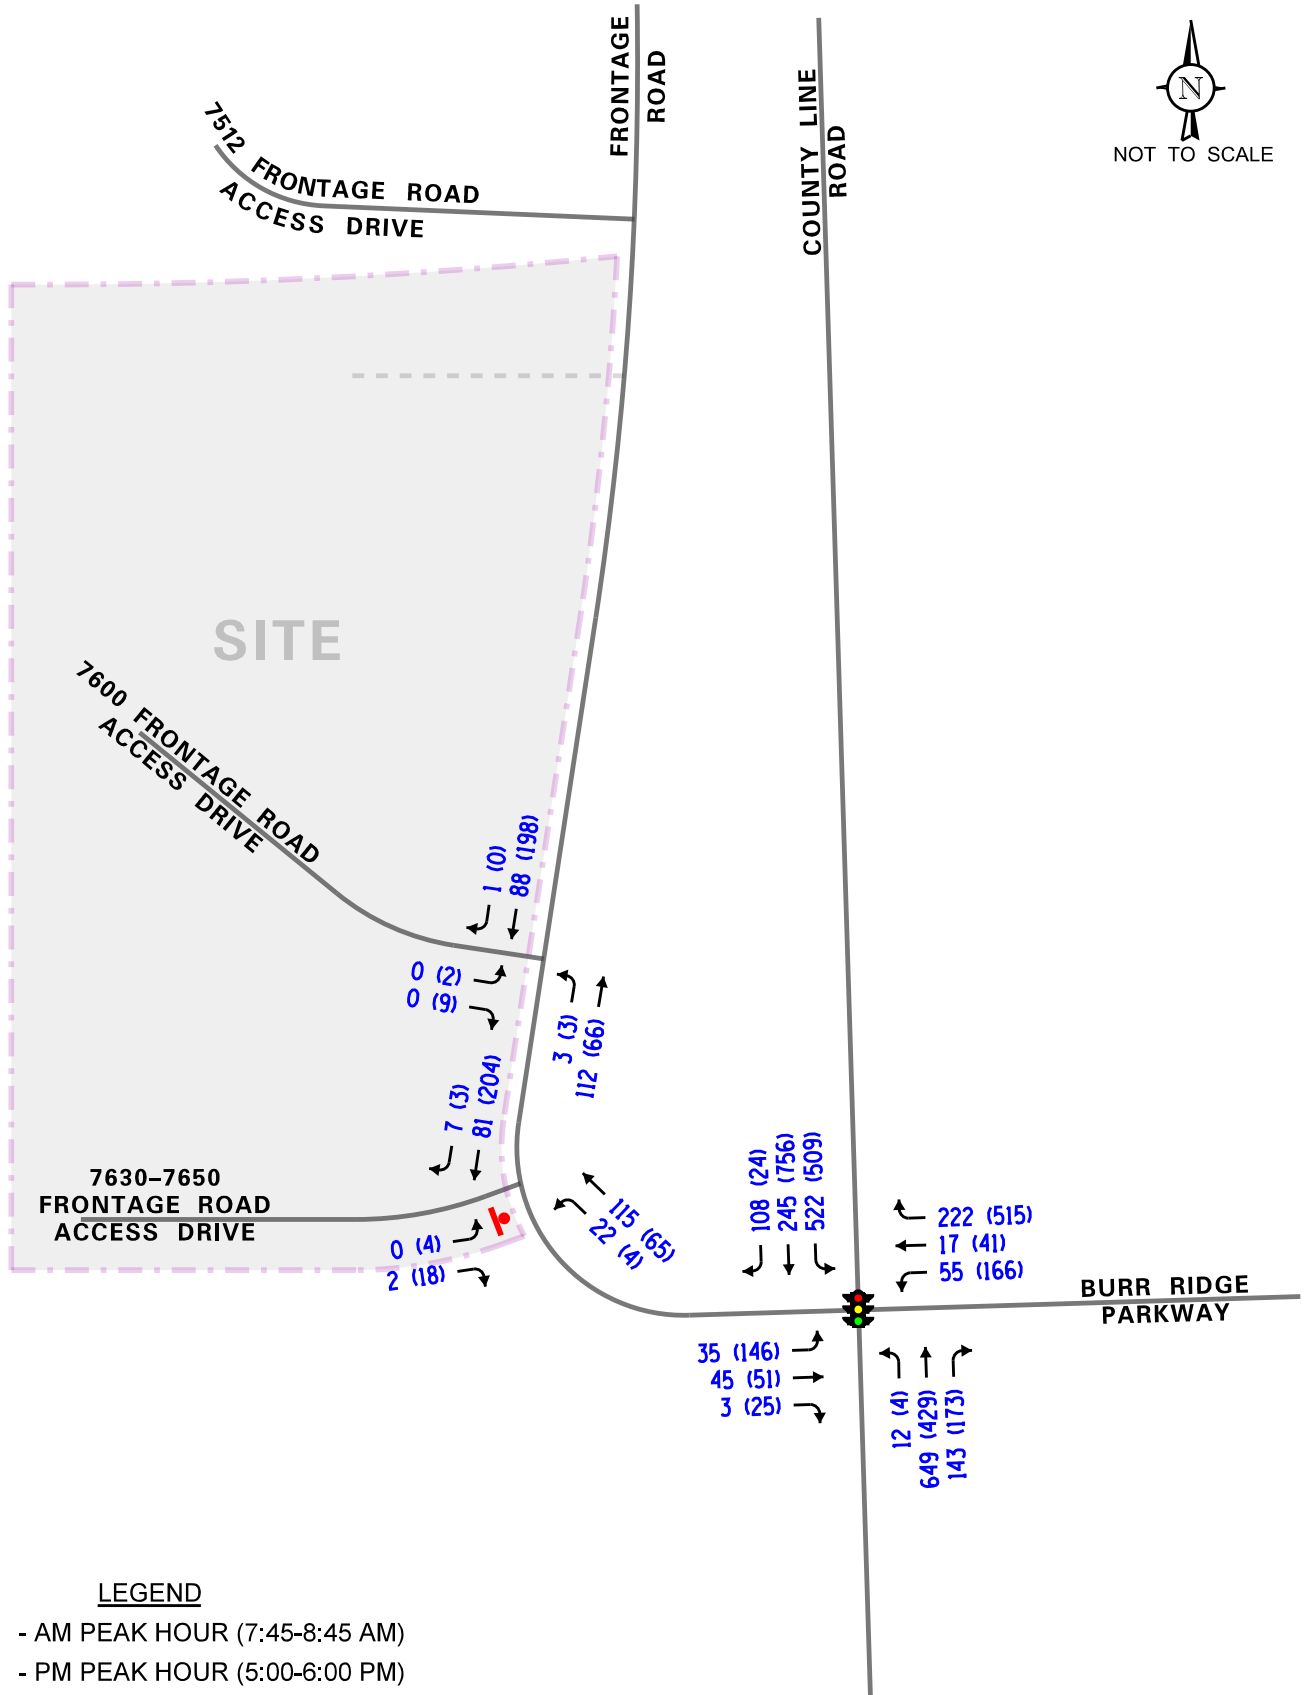 FRONTAGE
ROAD
COUNTY LINE
ROAD
N
NOT TO SCALE
7512 FRONTAGE ROAD
ACCESS DRIVE
SITE
7600 FRONTAGE ROAD
ACCESS DRIVE
1 (0)
88 (198)
0 (2)
0 (9)
3 (3)
112 (66)
7 (3)
81 (204)
7630-7650
FRONTAGE ROAD
ACCESS DRIVE
0 (4)
2 (18)
115 (65)
22 (4)
108 (24)
245 (756)
522 (509)
222 (515)
17 (41)
55 (166)
BURR RIDGE
PARKWAY
35 (146)
45 (51)
3 (25)
12 (4)
649 (429)
143 (173)
LEGEND
- AM PEAK HOUR (7:45-8:45 AM)
- PM PEAK HOUR (5:00-6:00 PM)